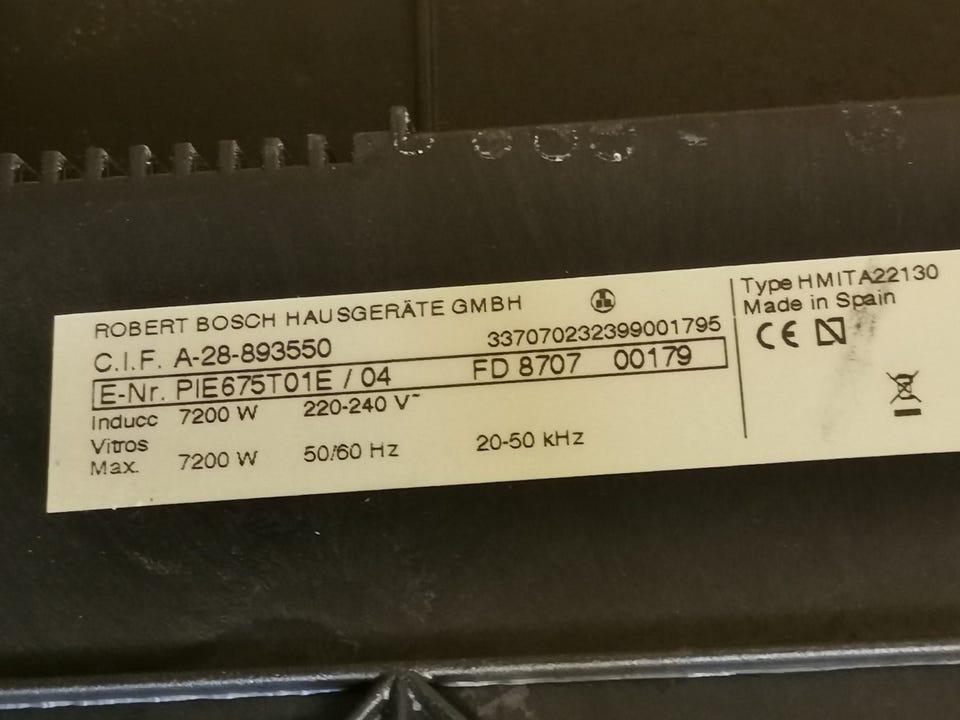 ROBERT BOSCH HAUSGERÄTE GMBH
C.I.F. A-28-893550 337070232399001795
E-Nr. PIE675T01E / 04 FD 8707 00179
Inducc 7200 W 220-240 V~
Vitros
Max. 7200 W 50/60 Hz 20-50 kHz
Type HMITA22130
Made in Spain
CE N